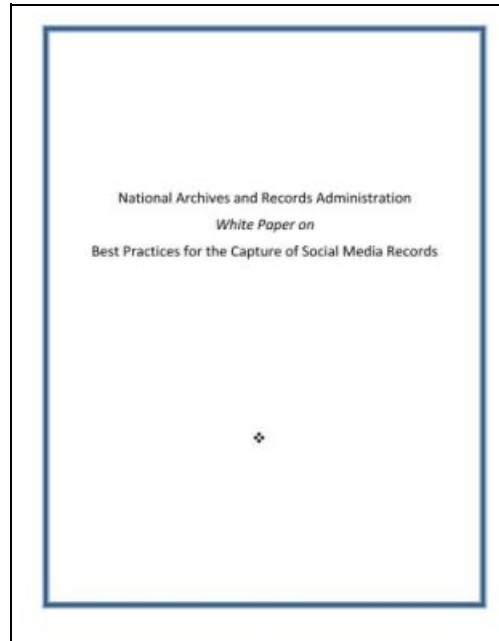 National Archives and Records Administration
White Paper on
Best Practices for the Capture of Social Media Records